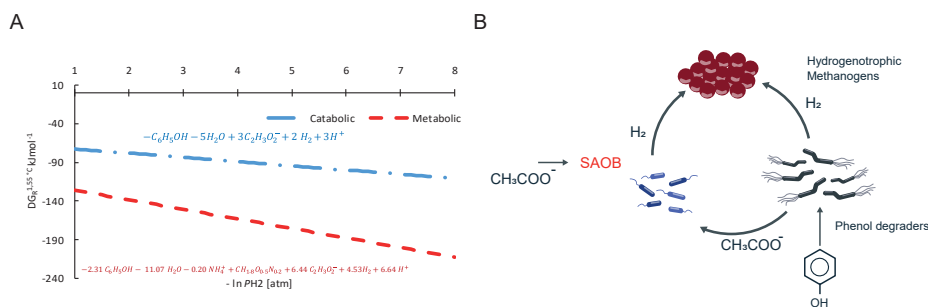 A
1 2 3 4 5 6 7 8
10
-40
-90
-140
-190
-240
DG_R^1,55 °C kJmol^-1
Catabolic
Metabolic
−C₆H₅OH − 5H₂O + 3C₂H₃O₂⁻ + 2 H₂ + 3H⁺
−2.31 C₆H₅OH − 11.07 H₂O − 0.20 NH₄⁺ + CH₁.₈O₀.₅N₀.₂ + 6.44 C₂H₃O₂⁻ + 4.53H₂ + 6.64 H⁺
- ln PH2 [atm]
B
Hydrogenotrophic
Methanogens
H₂
H₂
CH₃COO⁻
SAOB
Phenol degraders
CH₃COO⁻
OH